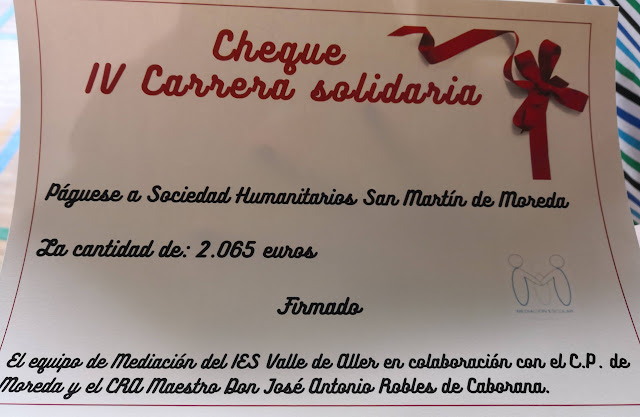 Cheque
IV Carrera solidaria
Páguese a Sociedad Humanitarios San Martín de Moreda
La cantidad de: 2.065 euros
Firmado
El equipo de Mediación del IES Valle de Aller en colaboración con el C.P. de
Moreda y el CRA Maestro Don José Antonio Robles de Caborana.